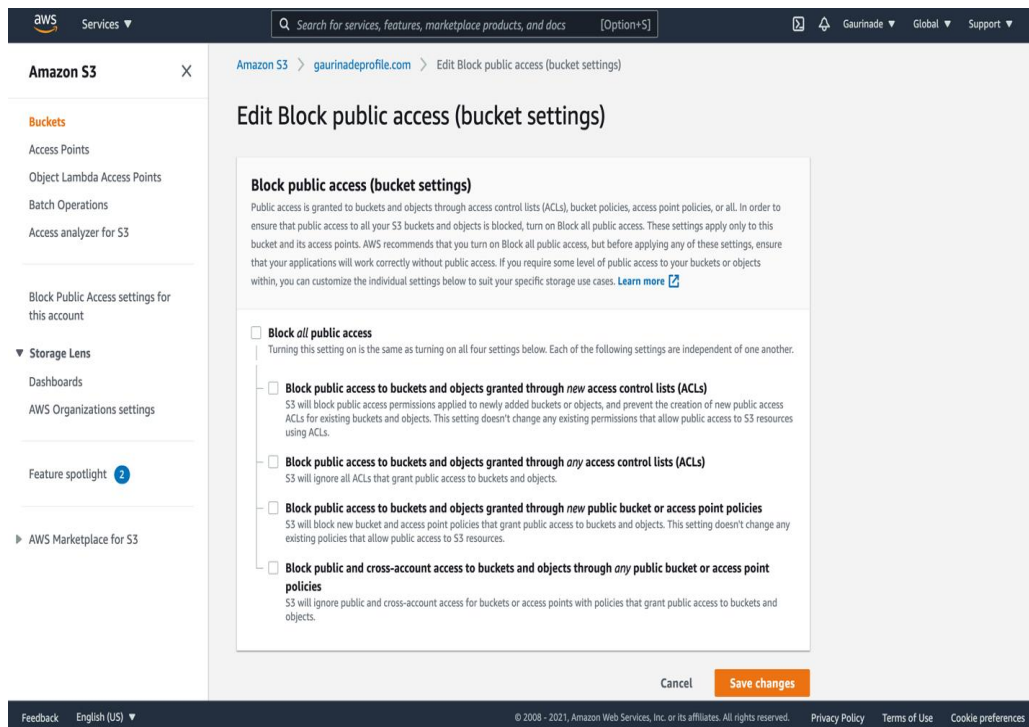 aws Services ▼ Search for services, features, marketplace products, and docs [Option+S] Gaurinade ▼ Global ▼ Support ▼
Amazon S3
Buckets
Access Points
Object Lambda Access Points
Batch Operations
Access analyzer for S3
Block Public Access settings for
this account
▼ Storage Lens
Dashboards
AWS Organizations settings
Feature spotlight 2
▶ AWS Marketplace for S3
Amazon S3 > gaurinadeprofile.com > Edit Block public access (bucket settings)
Edit Block public access (bucket settings)
Block public access (bucket settings)
Public access is granted to buckets and objects through access control lists (ACLs), bucket policies, access point policies, or all. In order to
ensure that public access to all your S3 buckets and objects is blocked, turn on Block all public access. These settings apply only to this
bucket and its access points. AWS recommends that you turn on Block all public access, but before applying any of these settings, ensure
that your applications will work correctly without public access. If you require some level of public access to your buckets or objects
within, you can customize the individual settings below to suit your specific storage use cases. Learn more
Block all public access
Turning this setting on is the same as turning on all four settings below. Each of the following settings are independent of one another.
Block public access to buckets and objects granted through new access control lists (ACLs)
S3 will block public access permissions applied to newly added buckets or objects, and prevent the creation of new public access
ACLs for existing buckets and objects. This setting doesn't change any existing permissions that allow public access to S3 resources
using ACLs.
Block public access to buckets and objects granted through any access control lists (ACLs)
S3 will ignore all ACLs that grant public access to buckets and objects.
Block public access to buckets and objects granted through new public bucket or access point policies
S3 will block new bucket and access point policies that grant public access to buckets and objects. This setting doesn't change any
existing policies that allow public access to S3 resources.
Block public and cross-account access to buckets and objects through any public bucket or access point
policies
S3 will ignore public and cross-account access for buckets or access points with policies that grant public access to buckets and
objects.
Cancel Save changes
Feedback English (US) ▼ © 2008 - 2021, Amazon Web Services, Inc. or its affiliates. All rights reserved. Privacy Policy Terms of Use Cookie preferences